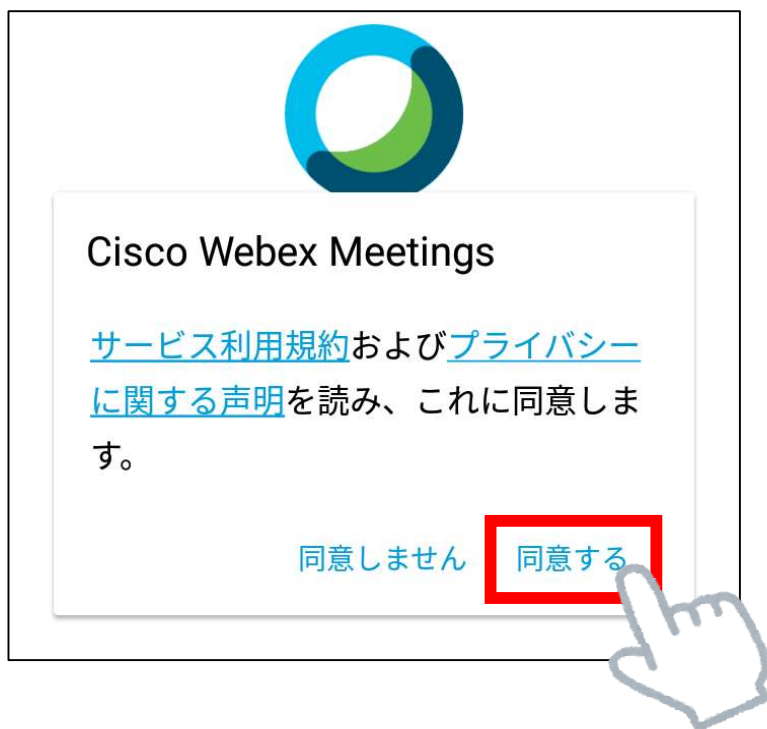 Cisco Webex Meetings
サービス利用規約およびプライバシー
に関する声明を読み、これに同意しま
す。
同意しません 同意する